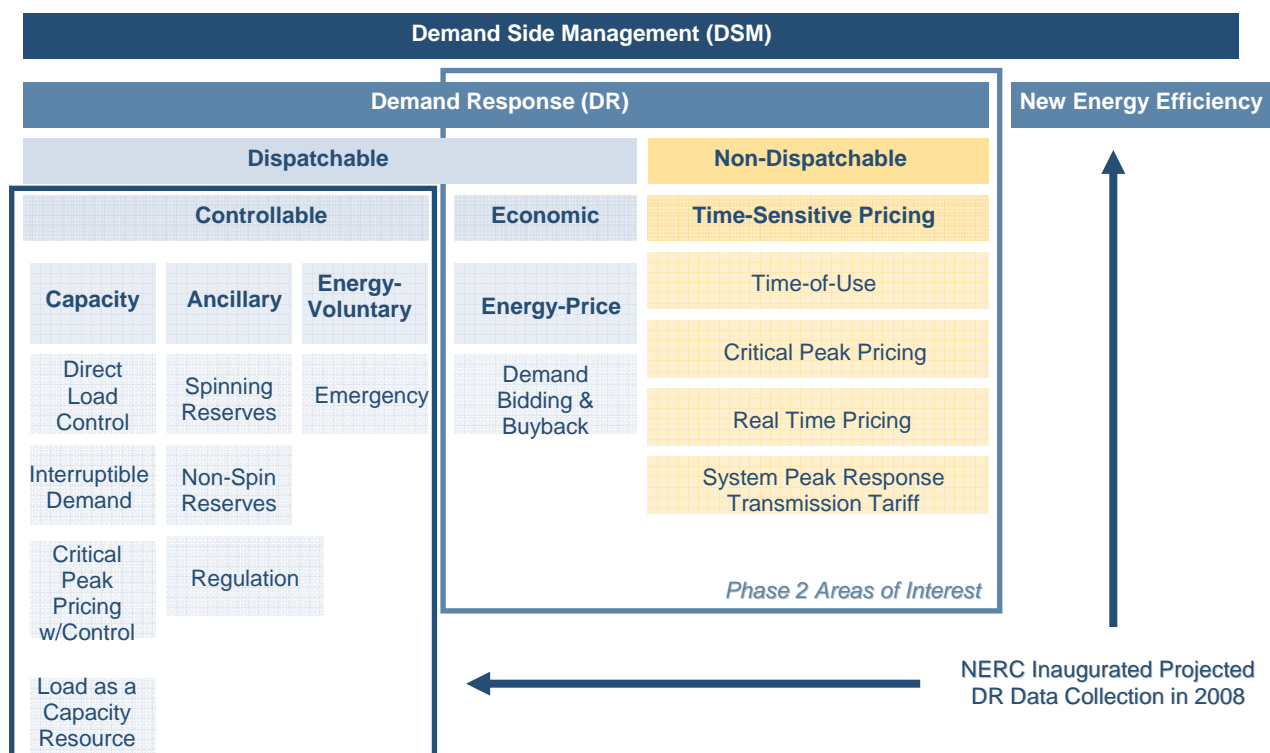 Demand Side Management (DSM)
Demand Response (DR)
New Energy Efficiency
Dispatchable
Non-Dispatchable
Controllable
Economic
Time-Sensitive Pricing
Capacity
Ancillary
Energy-
Voluntary
Energy-Price
Time-of-Use
Critical Peak Pricing
Real Time Pricing
System Peak Response
Transmission Tariff
Direct
Load
Control
Spinning
Reserves
Emergency
Demand
Bidding &
Buyback
Interruptible
Demand
Non-Spin
Reserves
Critical
Peak
Pricing
w/Control
Regulation
Phase 2 Areas of Interest
Load as a
Capacity
Resource
NERC Inaugurated Projected
DR Data Collection in 2008